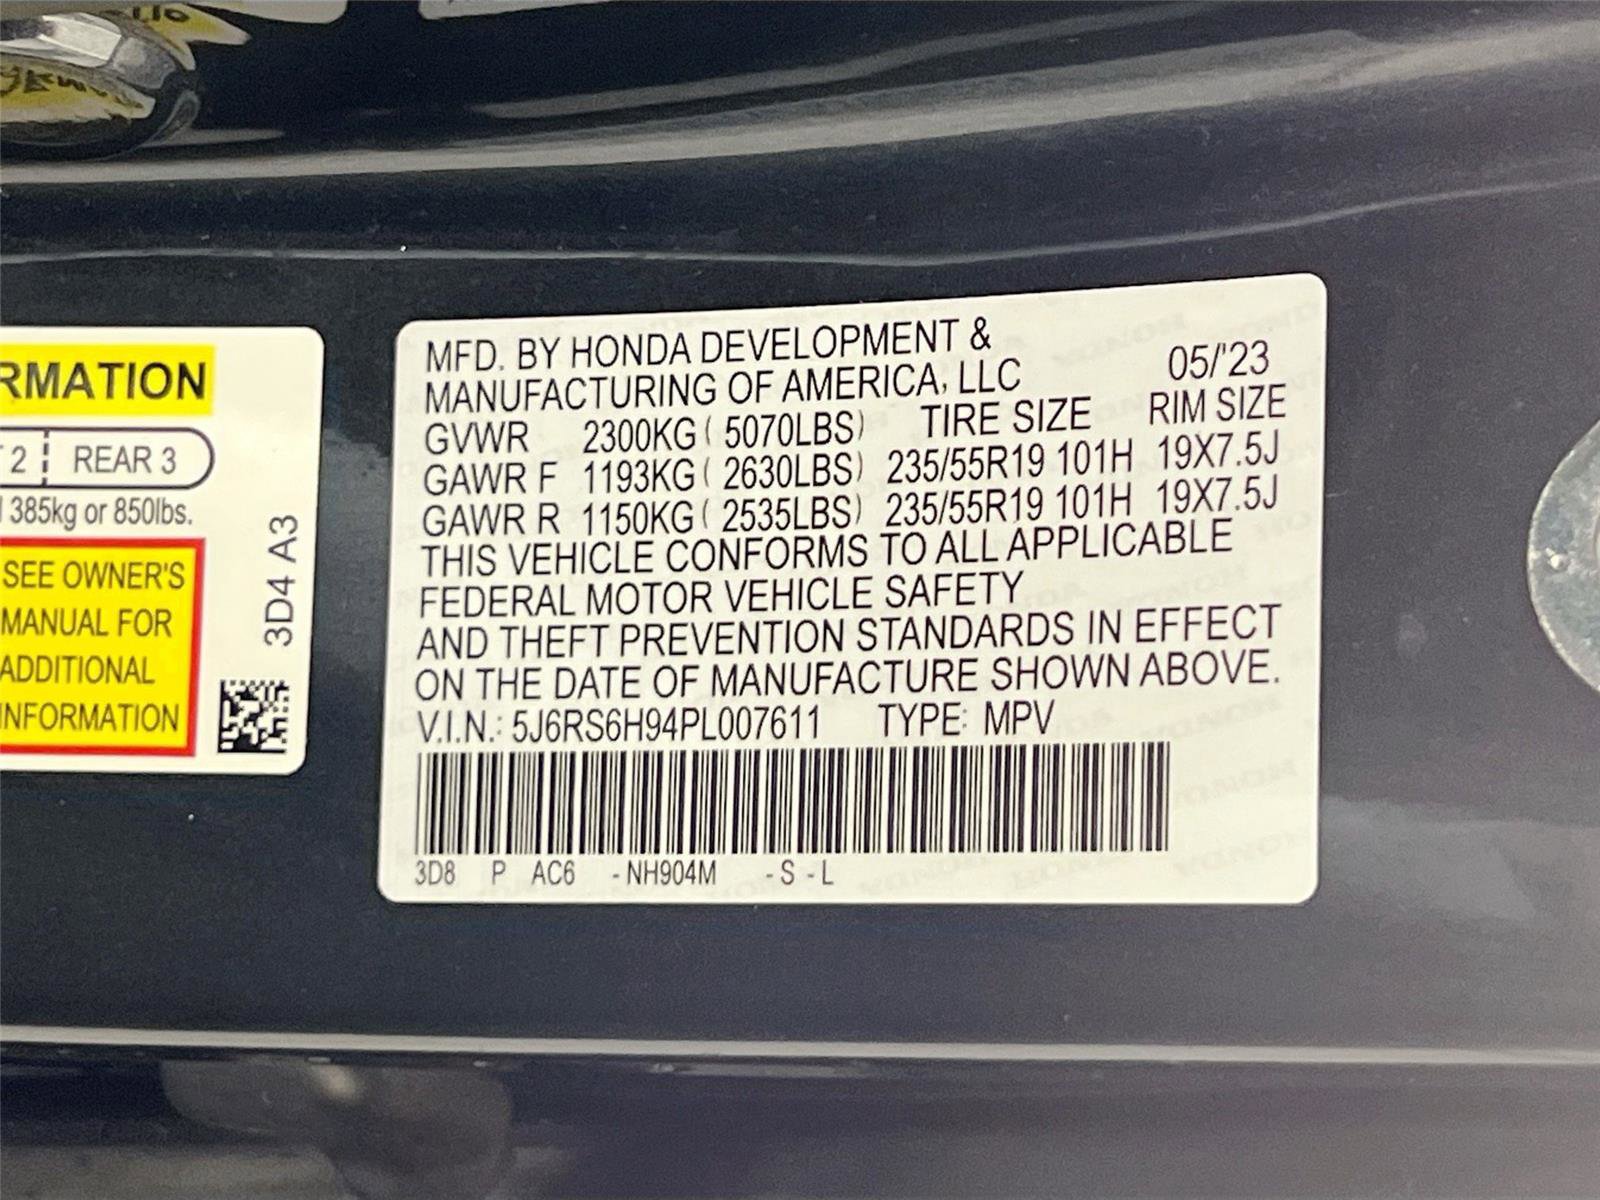 RMATION
T 2 REAR 3
385kg or 850lbs.
SEE OWNER'S
MANUAL FOR
ADDITIONAL
INFORMATION
3D4 A3
MFD. BY HONDA DEVELOPMENT &
MANUFACTURING OF AMERICA, LLC 05/'23
GVWR 2300KG ( 5070LBS) TIRE SIZE RIM SIZE
GAWR F 1193KG ( 2630LBS) 235/55R19 101H 19X7.5J
GAWR R 1150KG ( 2535LBS) 235/55R19 101H 19X7.5J
THIS VEHICLE CONFORMS TO ALL APPLICABLE
FEDERAL MOTOR VEHICLE SAFETY
AND THEFT PREVENTION STANDARDS IN EFFECT
ON THE DATE OF MANUFACTURE SHOWN ABOVE.
V.I.N.: 5J6RS6H94PL007611 TYPE: MPV
3D8 P AC6 - NH904M - S - L